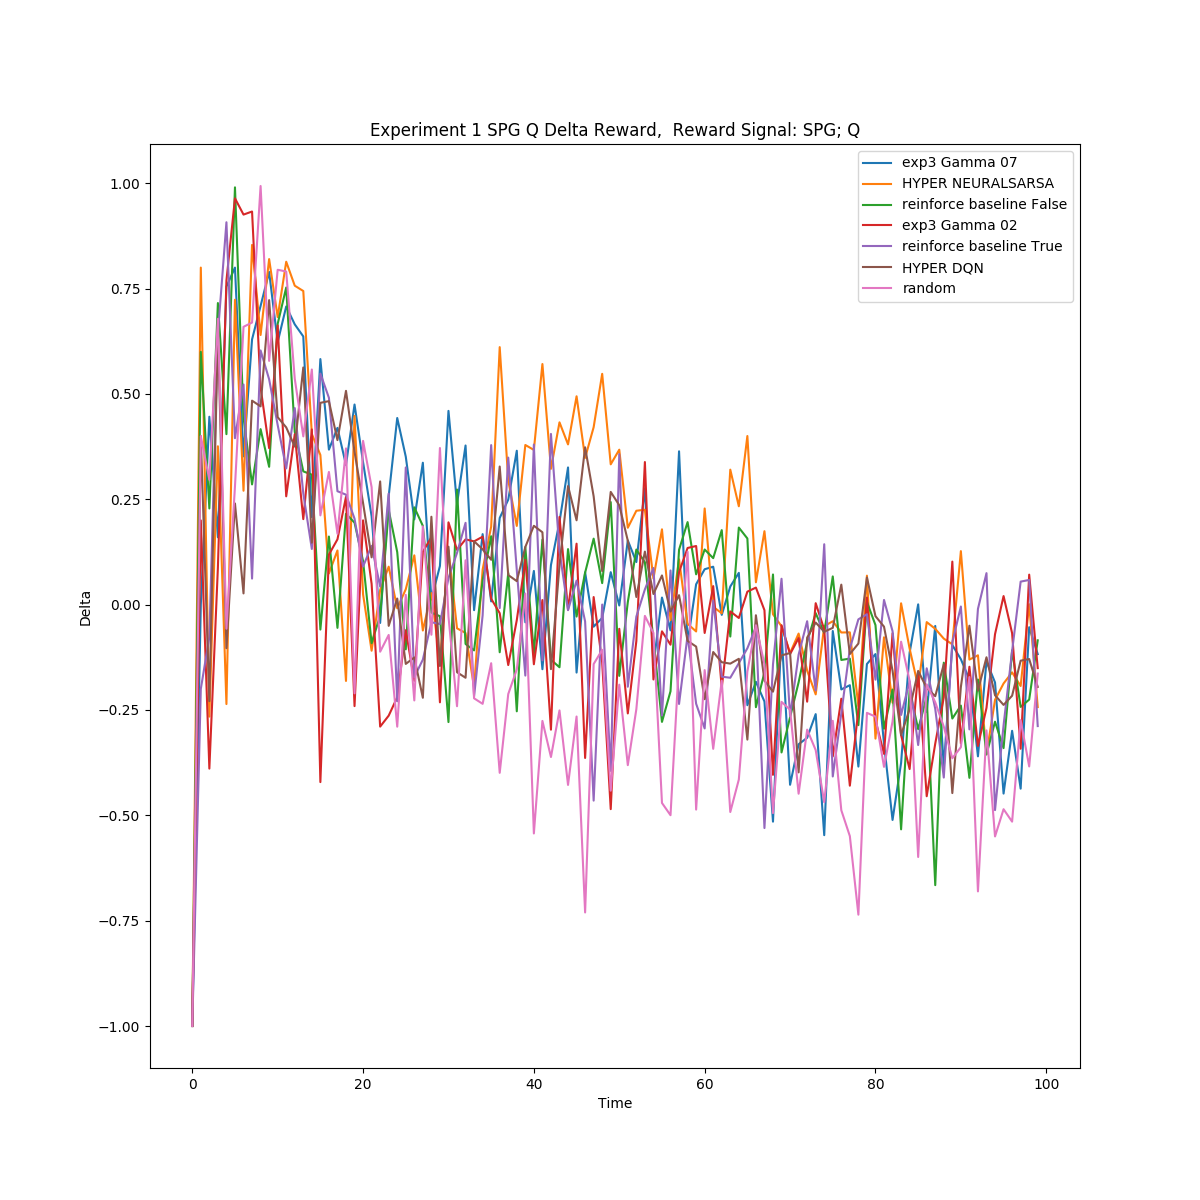 Experiment 1 SPG Q Delta Reward,  Reward Signal: SPG; Q
exp3 Gamma 07
HYPER NEURALSARSA
reinforce baseline False
exp3 Gamma 02
reinforce baseline True
HYPER DQN
random
1.00
0.75
0.50
0.25
0.00
−0.25
−0.50
−0.75
−1.00
Delta
0 20 40 60 80 100
Time